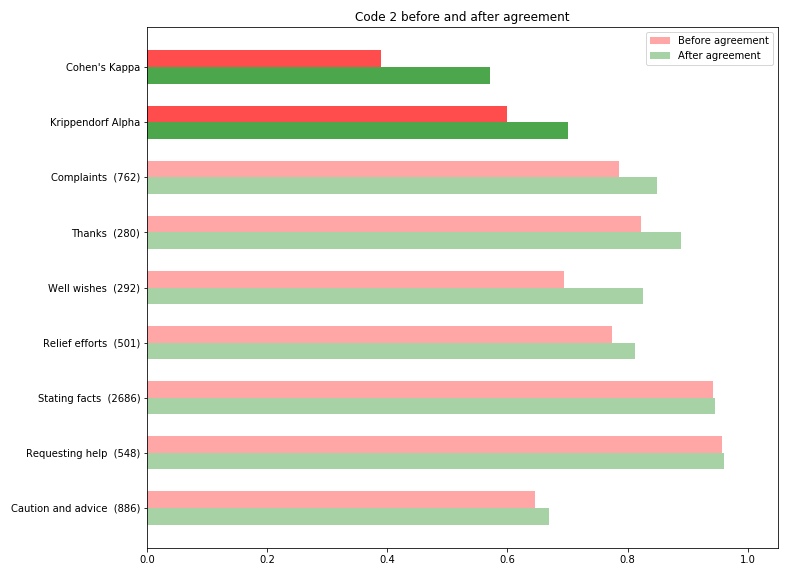 Code 2 before and after agreement
Before agreement
After agreement
Cohen's Kappa
Krippendorf Alpha
Complaints (762)
Thanks (280)
Well wishes (292)
Relief efforts (501)
Stating facts (2686)
Requesting help (548)
Caution and advice (886)
0.0 0.2 0.4 0.6 0.8 1.0